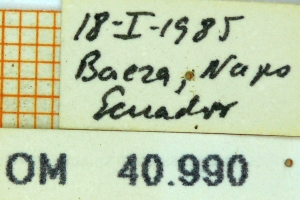 18-I-1985
Baeza, Napo
Ecuador
OM 40.990